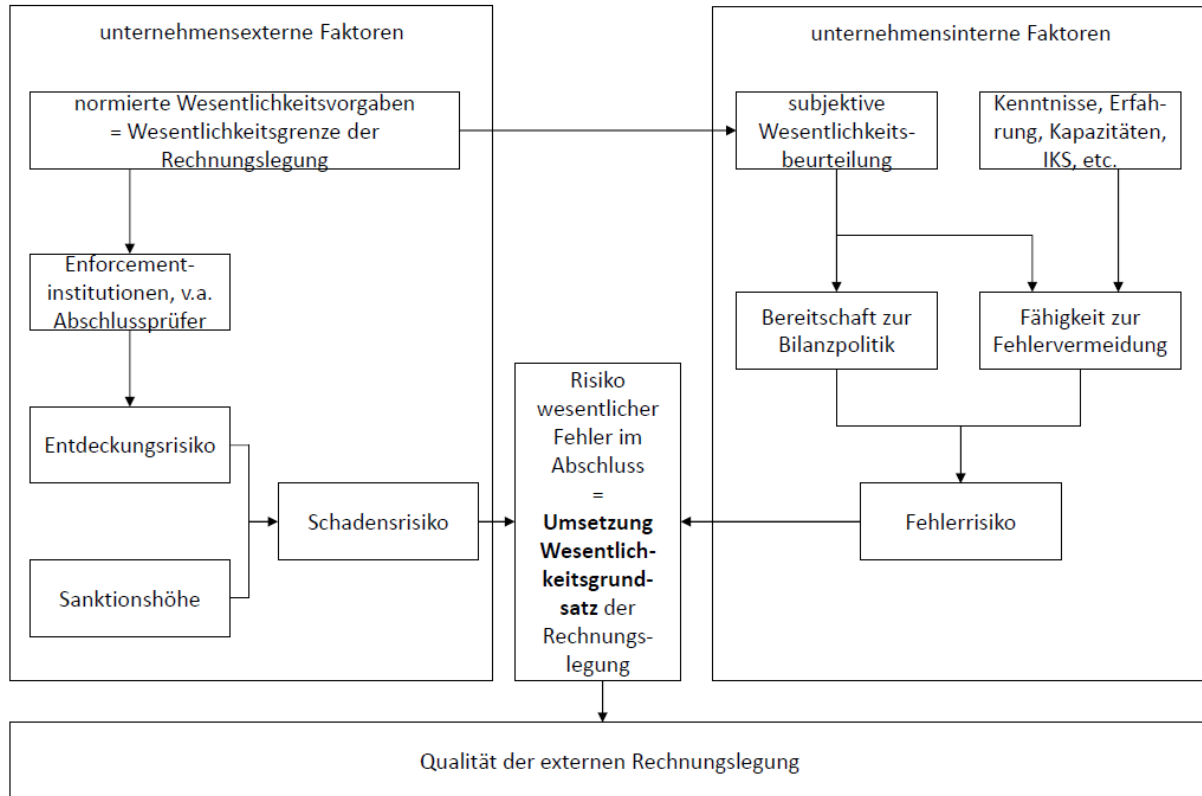 unternehmensexterne Faktoren
normierte Wesentlichkeitsvorgaben
= Wesentlichkeitsgrenze der
Rechnungslegung
Enforcement-
institutionen, v.a.
Abschlussprüfer
Entdeckungsrisiko
Sanktionshöhe
Schadensrisiko
Risiko
wesentlicher
Fehler im
Abschluss
=
Umsetzung
Wesentlich-
keitsgrund-
satz der
Rechnungs-
legung
unternehmensinterne Faktoren
subjektive
Wesentlichkeits-
beurteilung
Kenntnisse, Erfah-
rung, Kapazitäten,
IKS, etc.
Bereitschaft zur
Bilanzpolitik
Fähigkeit zur
Fehlervermeidung
Fehlerrisiko
Qualität der externen Rechnungslegung